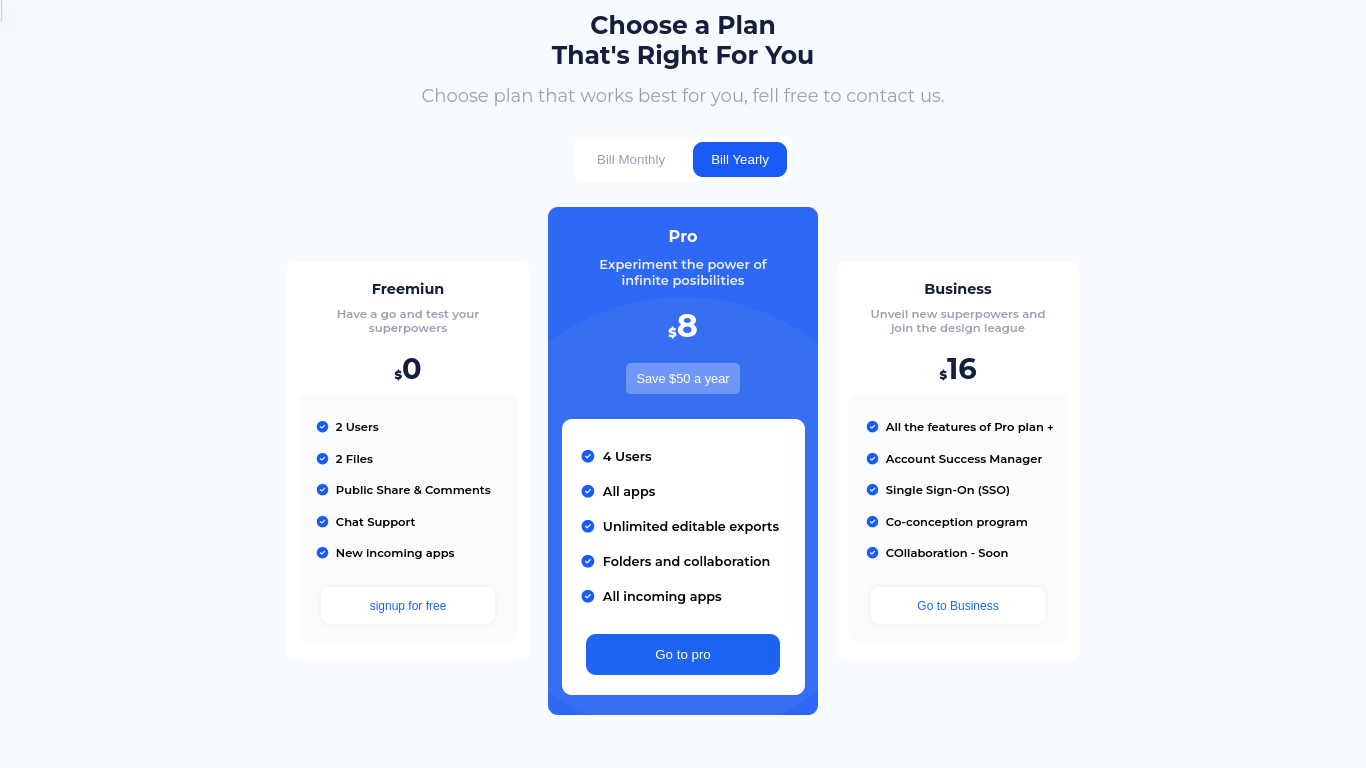 Choose a Plan
That's Right For You
Choose plan that works best for you, fell free to contact us.
Bill Monthly
Bill Yearly
Freemiun
Have a go and test your
superpowers
$0
2 Users
2 Files
Public Share & Comments
Chat Support
New incoming apps
signup for free
Pro
Experiment the power of
infinite posibilities
$8
Save $50 a year
4 Users
All apps
Unlimited editable exports
Folders and collaboration
All incoming apps
Go to pro
Business
Unveil new superpowers and
join the design league
$16
All the features of Pro plan +
Account Success Manager
Single Sign-On (SSO)
Co-conception program
COllaboration - Soon
Go to Business